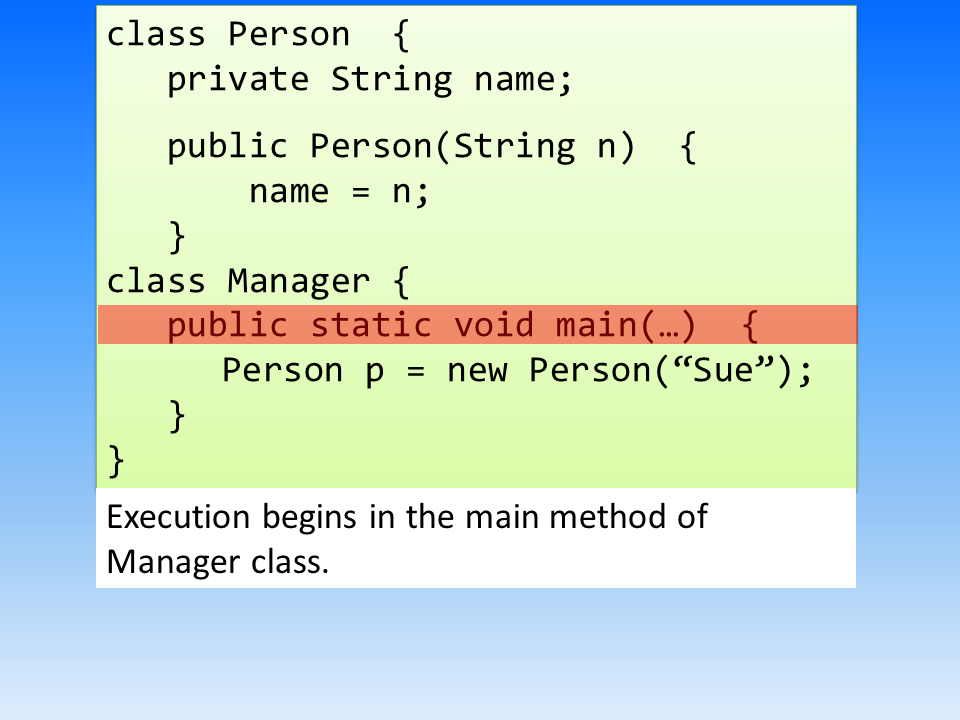 class Person  {
   private String name;
   public Person(String n)  {
       name = n;
   }
class Manager {
   public static void main(…)  {
      Person p = new Person(“Sue”);
   }
}
Execution begins in the main method of
Manager class.